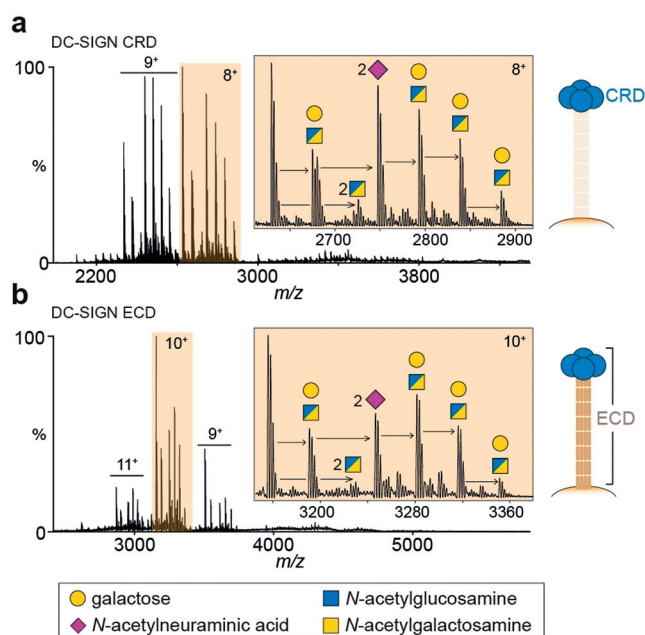 a
DC-SIGN CRD
9+
8+
100
%
0
2200
3000
3800
m/z
8+
2
2
2700
2800
2900
CRD
b
DC-SIGN ECD
10+
11+
9+
100
%
0
3000
4000
5000
m/z
10+
2
2
3200
3280
3360
ECD
galactose
N-acetylglucosamine
N-acetylneuraminic acid
N-acetylgalactosamine